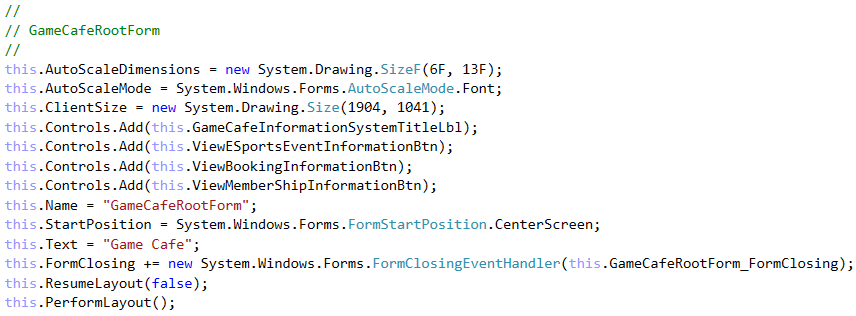 //
// GameCafeRootForm
//
this.AutoScaleDimensions = new System.Drawing.SizeF(6F, 13F);
this.AutoScaleMode = System.Windows.Forms.AutoScaleMode.Font;
this.ClientSize = new System.Drawing.Size(1904, 1041);
this.Controls.Add(this.GameCafeInformationSystemTitleLbl);
this.Controls.Add(this.ViewESportsEventInformationBtn);
this.Controls.Add(this.ViewBookingInformationBtn);
this.Controls.Add(this.ViewMemberShipInformationBtn);
this.Name = "GameCafeRootForm";
this.StartPosition = System.Windows.Forms.FormStartPosition.CenterScreen;
this.Text = "Game Cafe";
this.FormClosing += new System.Windows.Forms.FormClosingEventHandler(this.GameCafeRootForm_FormClosing);
this.ResumeLayout(false);
this.PerformLayout();